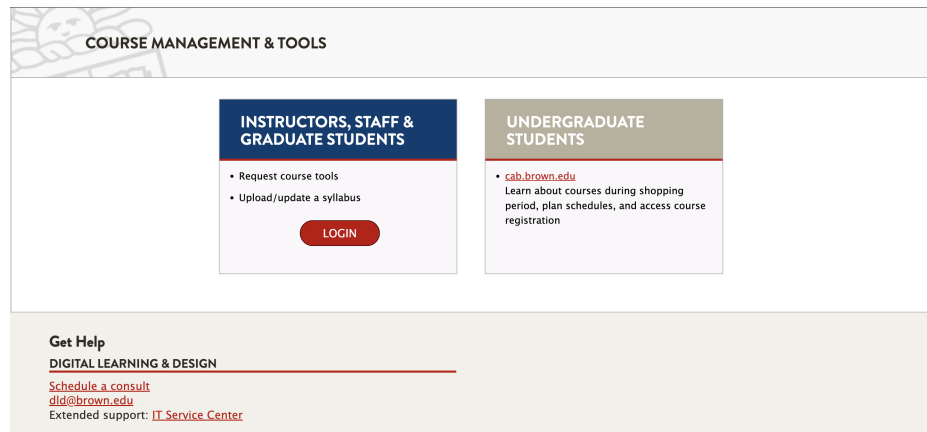 COURSE MANAGEMENT & TOOLS
INSTRUCTORS, STAFF &
GRADUATE STUDENTS
• Request course tools
• Upload/update a syllabus
LOGIN
UNDERGRADUATE
STUDENTS
• cab.brown.edu
Learn about courses during shopping
period, plan schedules, and access course
registration
Get Help
DIGITAL LEARNING & DESIGN
Schedule a consult
dld@brown.edu
Extended support: IT Service Center